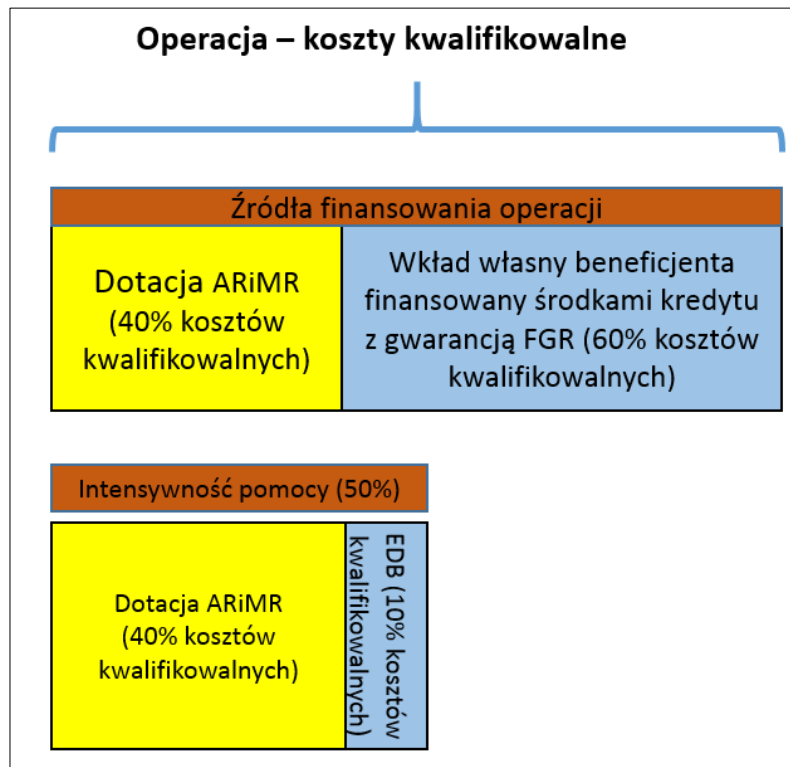 Operacja – koszty kwalifikowalne
Źródła finansowania operacji
Dotacja ARiMR
(40% kosztów
kwalifikowalnych)
Wkład własny beneficjenta
finansowany środkami kredytu
z gwarancją FGR (60% kosztów
kwalifikowalnych)
Intensywność pomocy (50%)
Dotacja ARiMR
(40% kosztów
kwalifikowalnych)
EDB (10% kosztów
kwalifikowalnych)